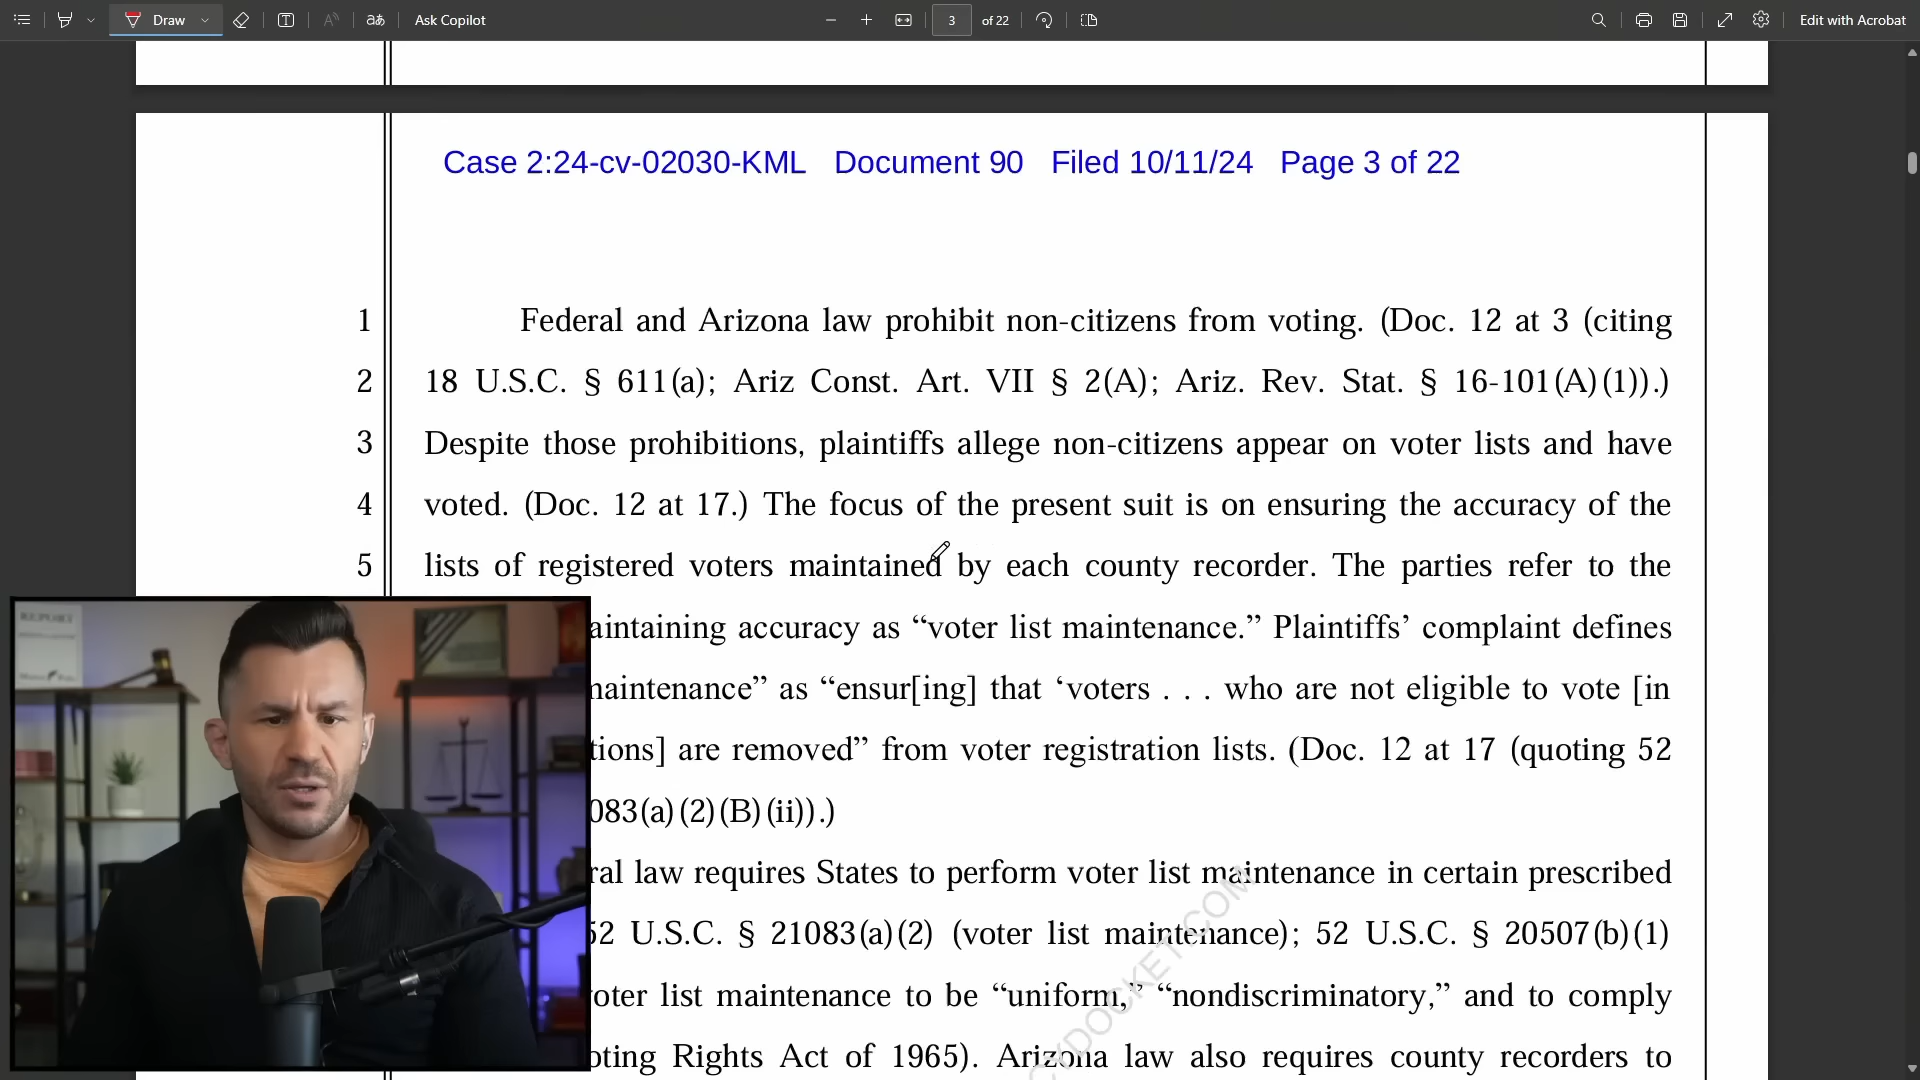 Draw
Ask Copilot
3
of 22
Edit with Acrobat
Case 2:24-cv-02030-KML Document 90 Filed 10/11/24 Page 3 of 22
1 Federal and Arizona law prohibit non-citizens from voting. (Doc. 12 at 3 (citing
2 18 U.S.C. § 611(a); Ariz Const. Art. VII § 2(A); Ariz. Rev. Stat. § 16-101(A)(1)).)
3 Despite those prohibitions, plaintiffs allege non-citizens appear on voter lists and have
4 voted. (Doc. 12 at 17.) The focus of the present suit is on ensuring the accuracy of the
5 lists of registered voters maintained by each county recorder. The parties refer to the
aintaining accuracy as “voter list maintenance.” Plaintiffs’ complaint defines
maintenance” as “ensur[ing] that ‘voters . . . who are not eligible to vote [in
tions] are removed” from voter registration lists. (Doc. 12 at 17 (quoting 52
083(a)(2)(B)(ii)).)
ral law requires States to perform voter list maintenance in certain prescribed
52 U.S.C. § 21083(a)(2) (voter list maintenance); 52 U.S.C. § 20507(b)(1)
voter list maintenance to be “uniform,” “nondiscriminatory,” and to comply
oting Rights Act of 1965). Arizona law also requires county recorders to
CYDOCKET.COM